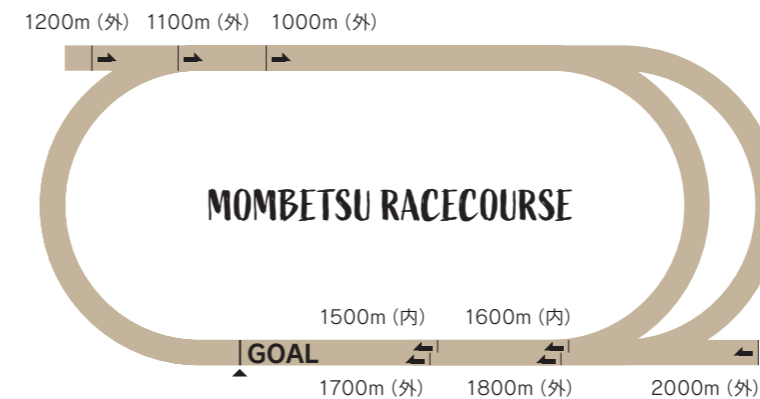 1200m (外) 1100m (外) 1000m (外)
MOMBETSU RACECOURSE
1500m (内) 1600m (内)
GOAL
1700m (外) 1800m (外) 2000m (外)